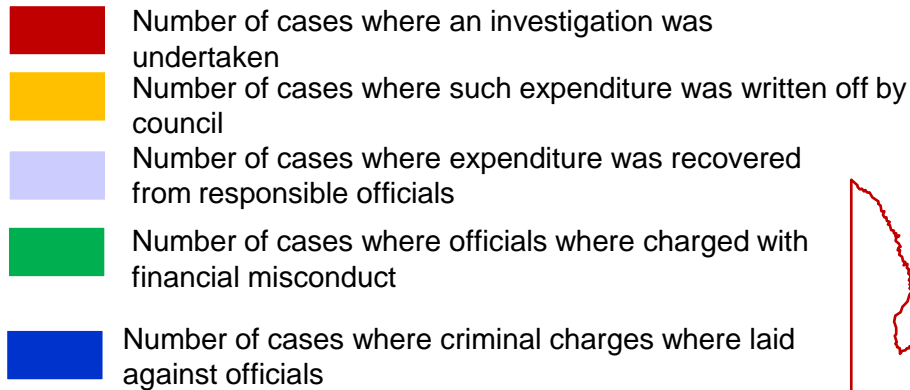 Number of cases where an investigation was
undertaken
Number of cases where such expenditure was written off by
council
Number of cases where expenditure was recovered
from responsible officials
Number of cases where officials where charged with
financial misconduct
Number of cases where criminal charges where laid
against officials